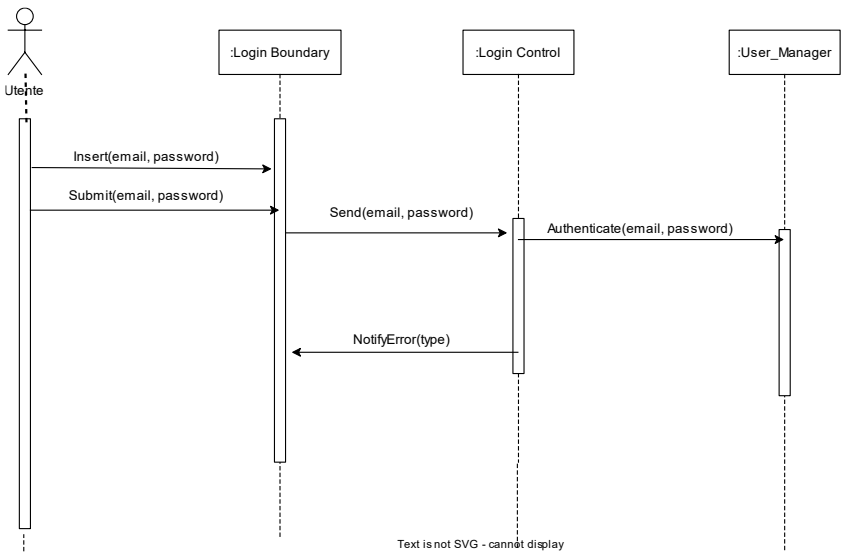 Utente
:Login Boundary
:Login Control
:User_Manager
Insert(email, password)
Submit(email, password)
Send(email, password)
Authenticate(email, password)
NotifyError(type)
Text is not SVG - cannot display